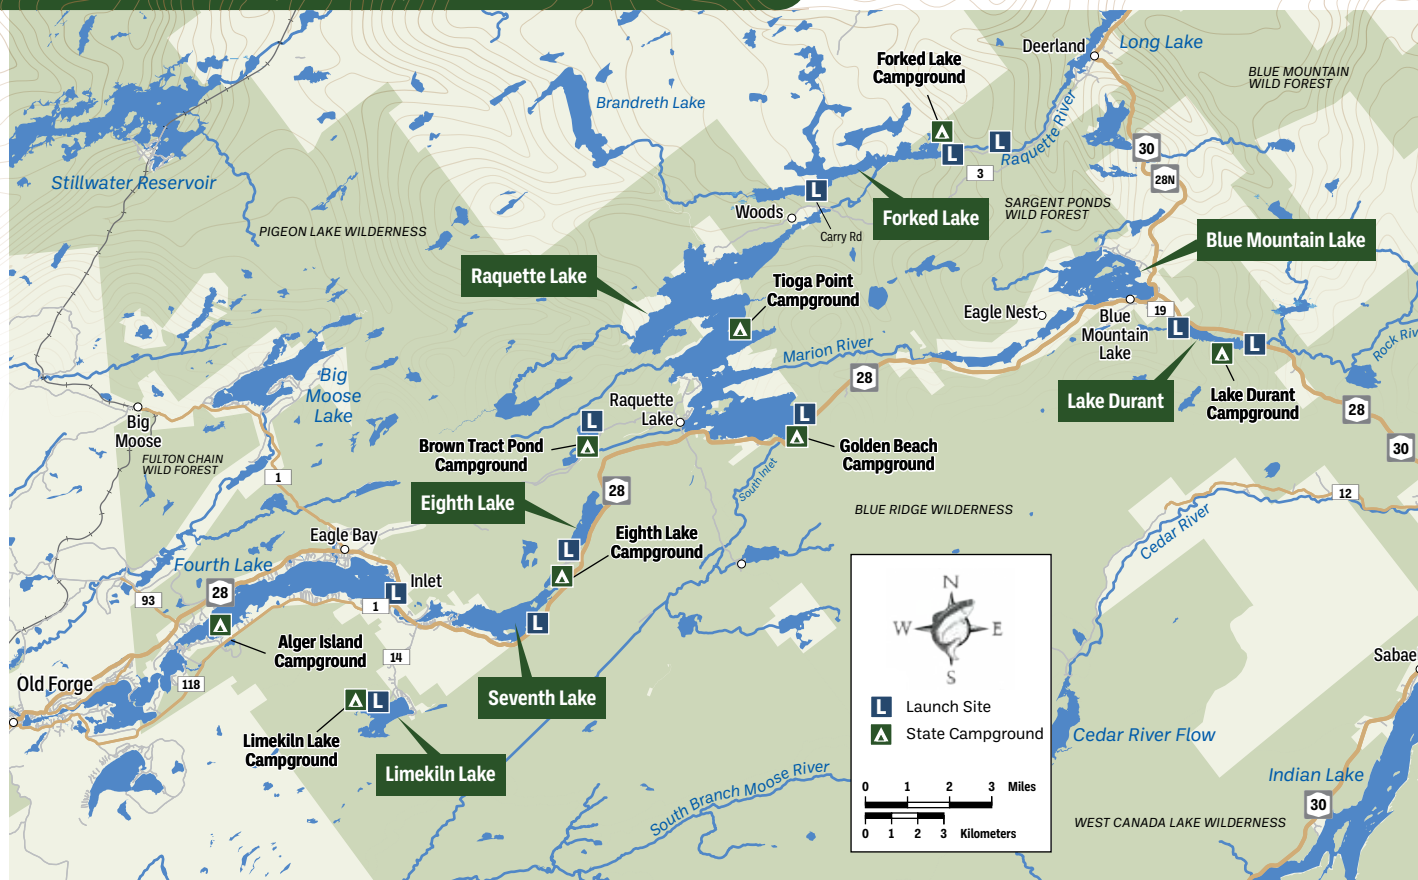 Deerland
Long Lake
Forked Lake
Campground
BLUE MOUNTAIN
WILD FOREST
Brandreth Lake
L
L
Raquette River
30
3
28N
Stillwater Reservoir
L
SARGENT PONDS
WILD FOREST
Woods
Forked Lake
PIGEON LAKE WILDERNESS
Carry Rd
Blue Mountain Lake
Raquette Lake
Tioga Point
Campground
Eagle Nest
19
Blue
Mountain
Lake
L
L
Marion River
Rock Riv
Big
Moose
Lake
28
Lake Durant
Lake Durant
Campground
28
Raquette
Lake
L
L
Big
Moose
Brown Tract Pond
Campground
Golden Beach
Campground
30
FULTON CHAIN
WILD FOREST
1
South Inlet
28
12
Eighth Lake
BLUE RIDGE WILDERNESS
Cedar River
Eagle Bay
Eighth Lake
Campground
L
Fourth Lake
28
Inlet
L
93
1
L
N
W
E
S
Alger Island
Campground
14
Sabae
118
Old Forge
Seventh Lake
L
L
Launch Site
State Campground
Limekiln Lake
Campground
Cedar River Flow
Limekiln Lake
Indian Lake
South Branch Moose River
0 1 2 3 Miles
30
0 1 2 3 Kilometers
WEST CANADA LAKE WILDERNESS